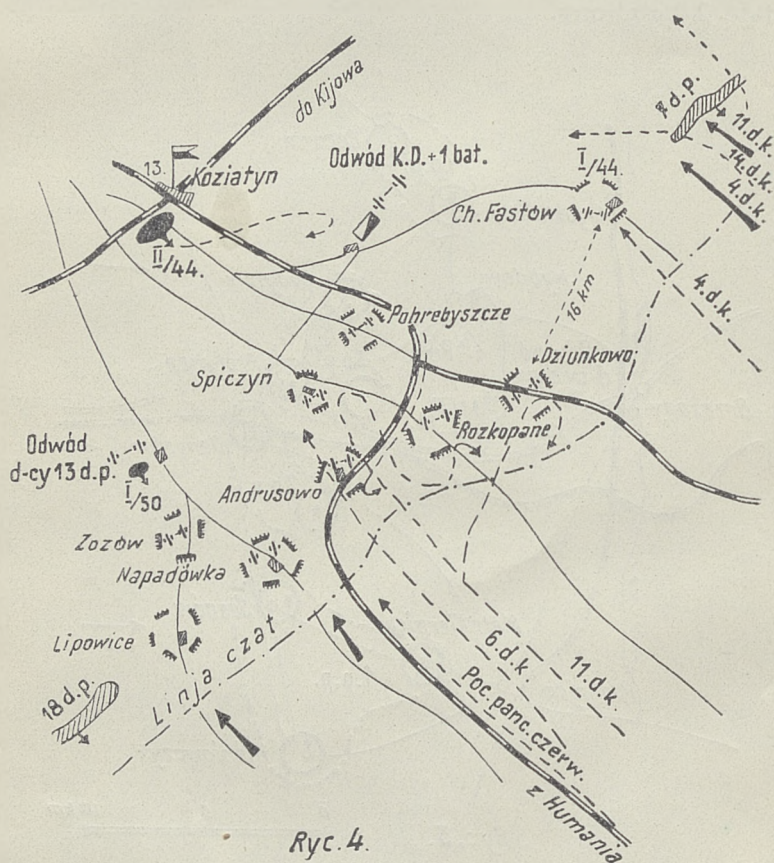 do Kijowa
13.
Koziatyn
II/44.
Odwód K.D.+1 bat.
I/44.
Ch. Fastów
7 d.p.
11.d.k.
14.d.k.
4.d.k.
4.d.k.
16 km
Pohrebyszcze
Dziunkowo
Spiczyń
Rozkopane
Odwód
d-cy 13 d.p.
I/50
Andrusowo
Zozów
Napadówka
Lipowice
18 d.p.
Linja czat
6.d.k.
11.d.k.
Poc. panc. czerw.
z Humania
Ryc. 4.